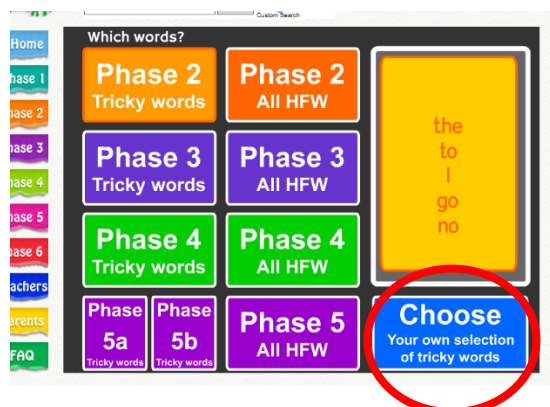 Custom Search
Home
hase 1
hase 2
hase 3
hase 4
hase 5
hase 6
achers
arents
FAQ
Which words?
Phase 2
Tricky words
Phase 2
All HFW
Phase 3
Tricky words
Phase 3
All HFW
Phase 4
Tricky words
Phase 4
All HFW
Phase
5a
Tricky words
Phase
5b
Tricky words
Phase 5
All HFW
the
to
I
go
no
Choose
Your own selection
of tricky words